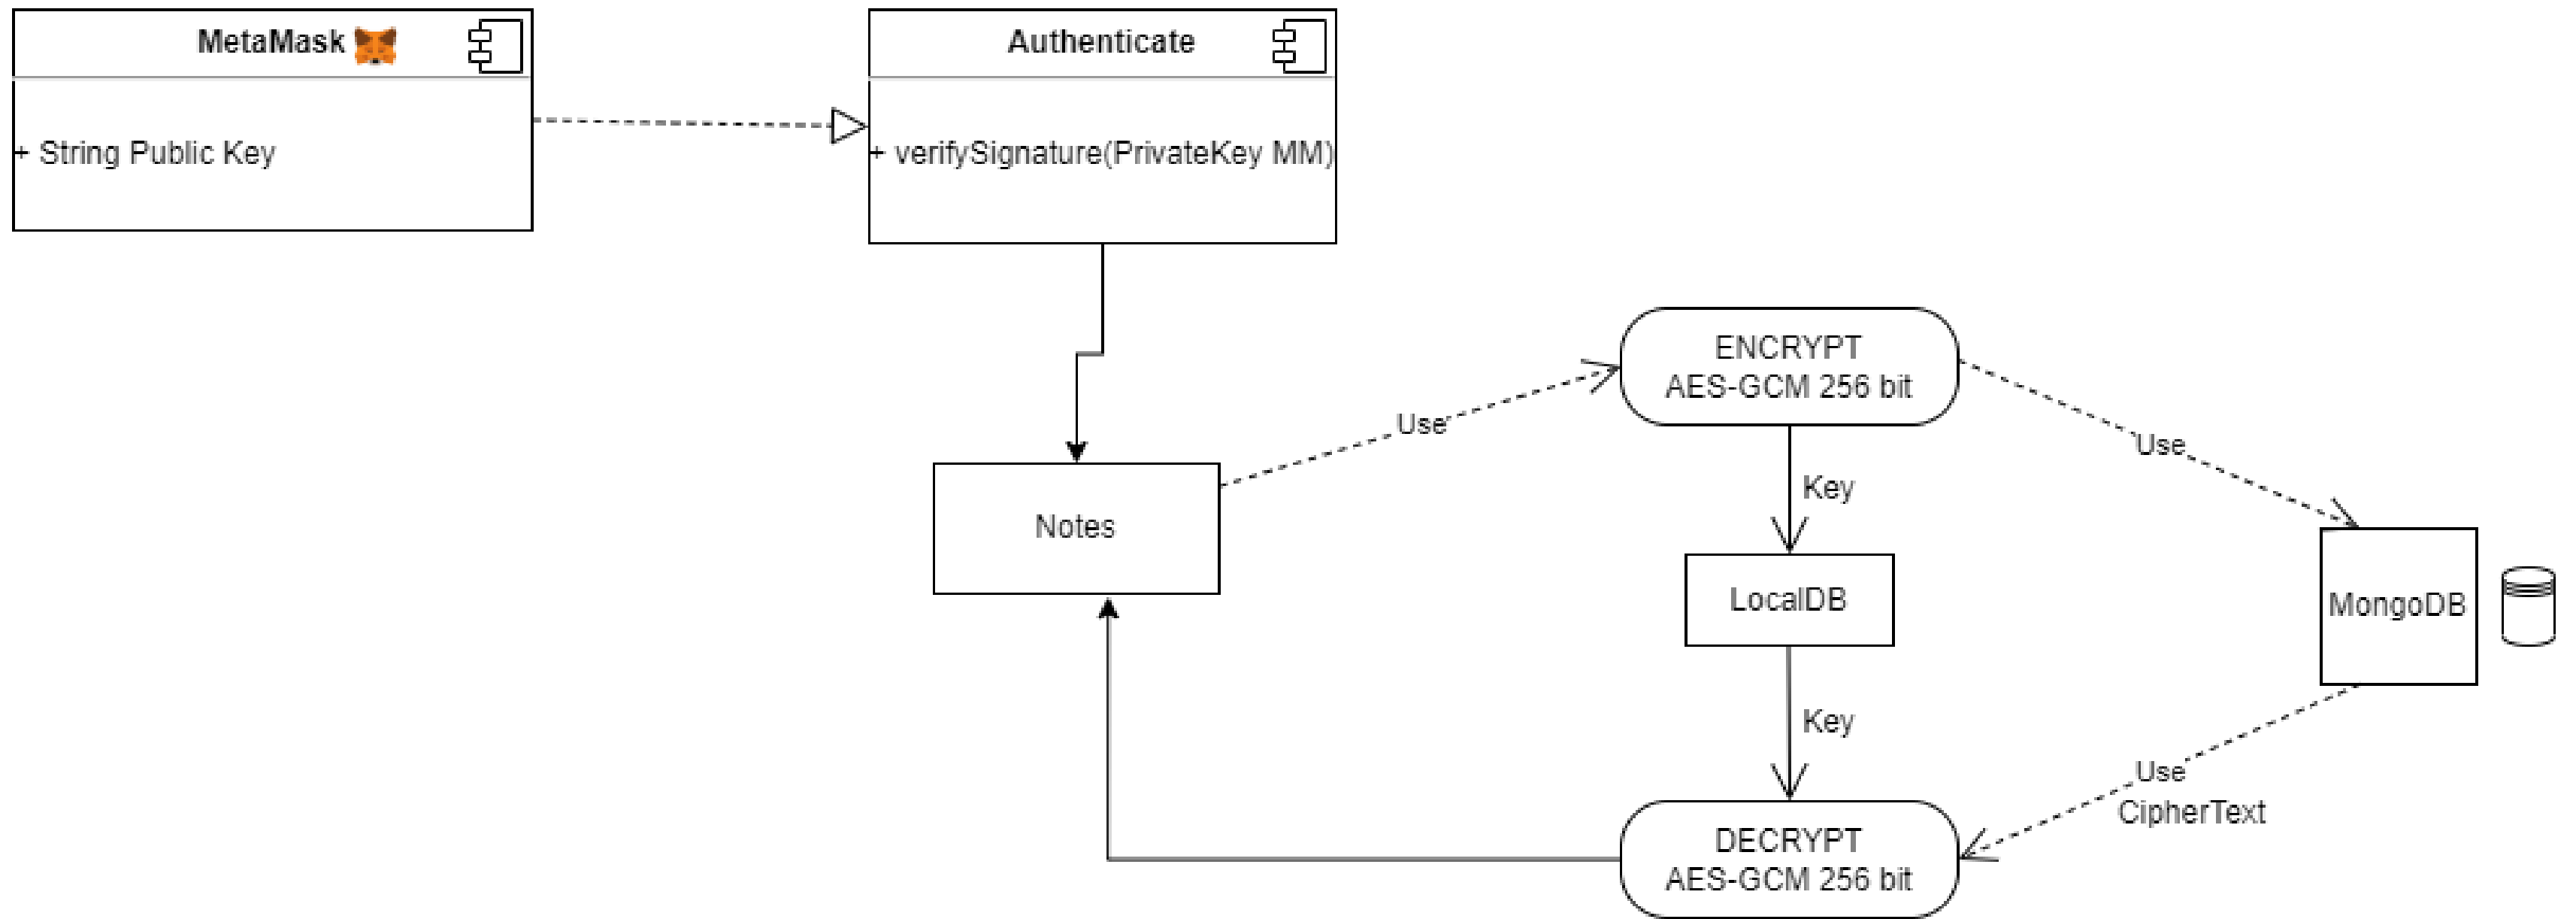 MetaMask
+ String Public Key
Authenticate
+ verifySignature(PrivateKey MM)
Notes
Use
ENCRYPT
AES-GCM 256 bit
Use
Key
LocalDB
MongoDB
Key
Use
CipherText
DECRYPT
AES-GCM 256 bit